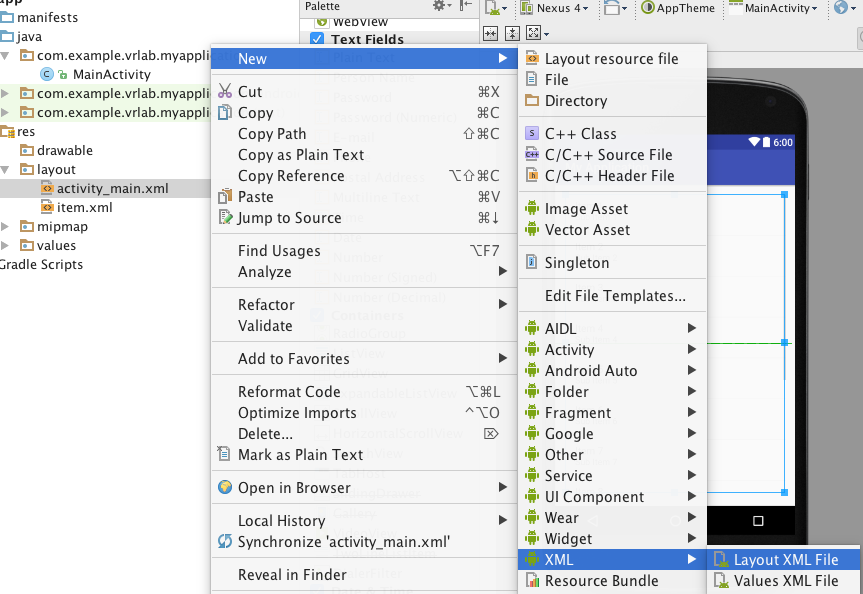 app
manifests
java
com.example.vrlab.myapplic
MainActivity
com.example.vrlab.myappli
com.example.vrlab.myappli
res
drawable
layout
activity_main.xml
item.xml
mipmap
values
Gradle Scripts
Palette
WebView
Text Fields
Nexus 4
AppTheme
MainActivity
6:00
New
Cut ⌘X
Copy ⌘C
Copy Path ⇧⌘C
Copy as Plain Text
Copy Reference ⌥⇧⌘C
Paste ⌘V
Jump to Source ⌘↓
Find Usages ⌥F7
Analyze
Refactor
Validate
Add to Favorites
Reformat Code ⌥⌘L
Optimize Imports ^⌥O
Delete... ⌦
Mark as Plain Text
Open in Browser
Local History
Synchronize 'activity_main.xml'
Reveal in Finder
Layout resource file
File
Directory
C++ Class
C/C++ Source File
C/C++ Header File
Image Asset
Vector Asset
Singleton
Edit File Templates...
AIDL
Activity
Android Auto
Folder
Fragment
Google
Other
Service
UI Component
Wear
Widget
XML
Resource Bundle
Layout XML File
Values XML File